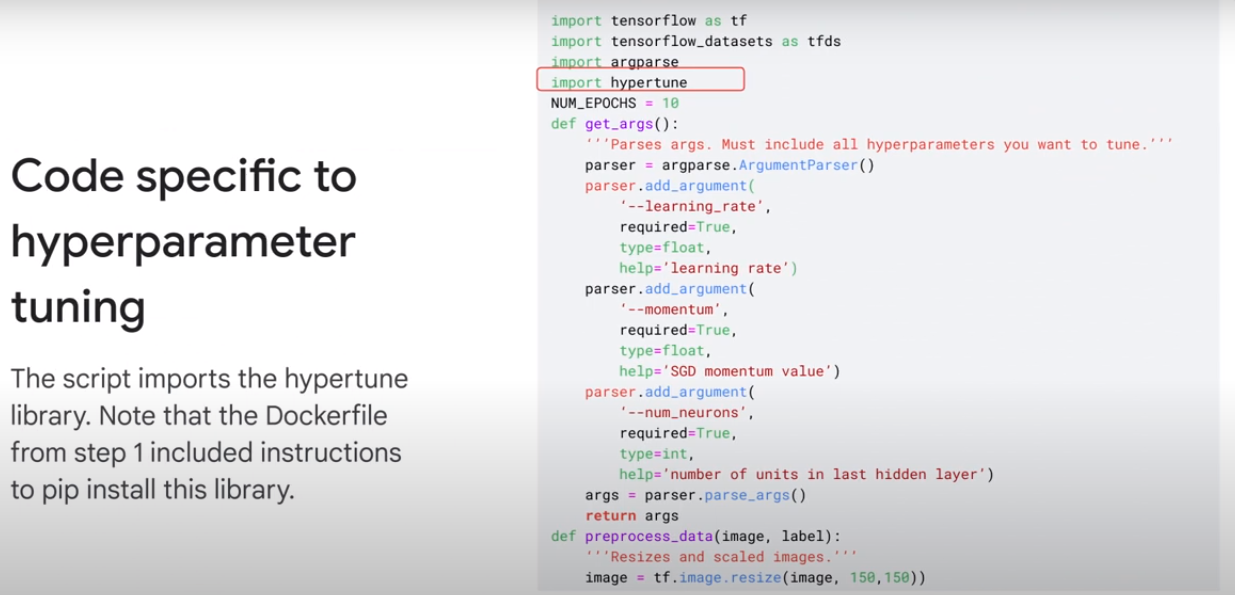 Code specific to
hyperparameter
tuning
The script imports the hypertune
library. Note that the Dockerfile
from step 1 included instructions
to pip install this library.
import tensorflow as tf
import tensorflow_datasets as tfds
import argparse
import hypertune
NUM_EPOCHS = 10
def get_args():
    '''Parses args. Must include all hyperparameters you want to tune.'''
    parser = argparse.ArgumentParser()
    parser.add_argument(
        '--learning_rate',
        required=True,
        type=float,
        help='learning rate')
    parser.add_argument(
        '--momentum',
        required=True,
        type=float,
        help='SGD momentum value')
    parser.add_argument(
        '--num_neurons',
        required=True,
        type=int,
        help='number of units in last hidden layer')
    args = parser.parse_args()
    return args
def preprocess_data(image, label):
    '''Resizes and scaled images.'''
    image = tf.image.resize(image, 150,150))